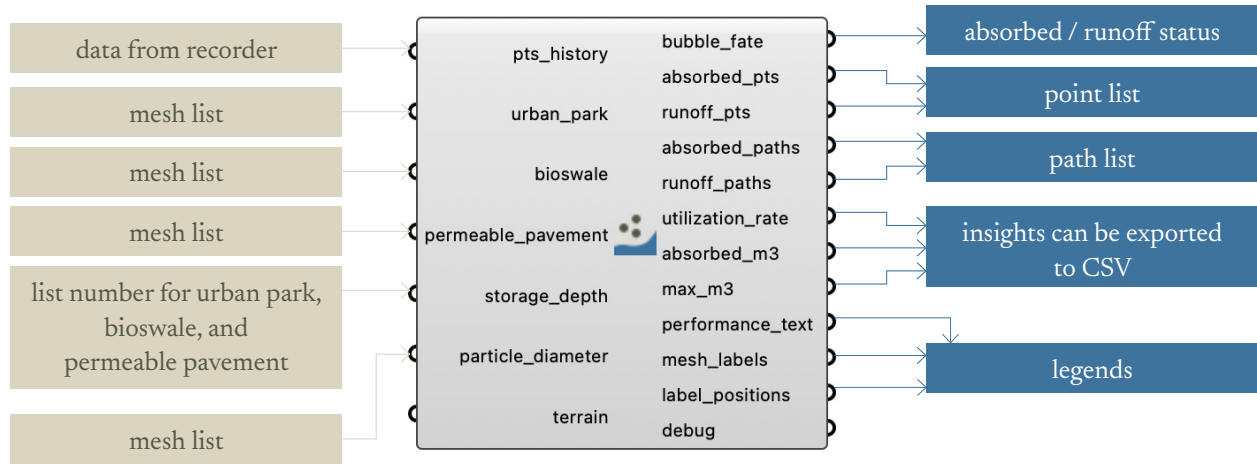 data from recorder
mesh list
mesh list
mesh list
list number for urban park,
bioswale, and
permeable pavement
mesh list
pts_history
urban_park
bioswale
permeable_pavement
storage_depth
particle_diameter
terrain
bubble_fate
absorbed_pts
runoff_pts
absorbed_paths
runoff_paths
utilization_rate
absorbed_m3
max_m3
performance_text
mesh_labels
label_positions
debug
absorbed / runoff status
point list
path list
insights can be exported
to CSV
legends